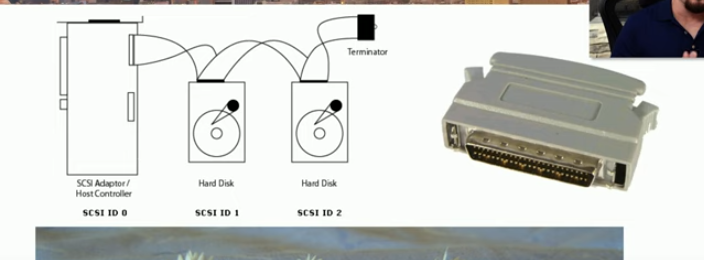 Terminator
SCSI Adaptor /
Host Controller
Hard Disk
Hard Disk
SCSI ID 0
SCSI ID 1
SCSI ID 2